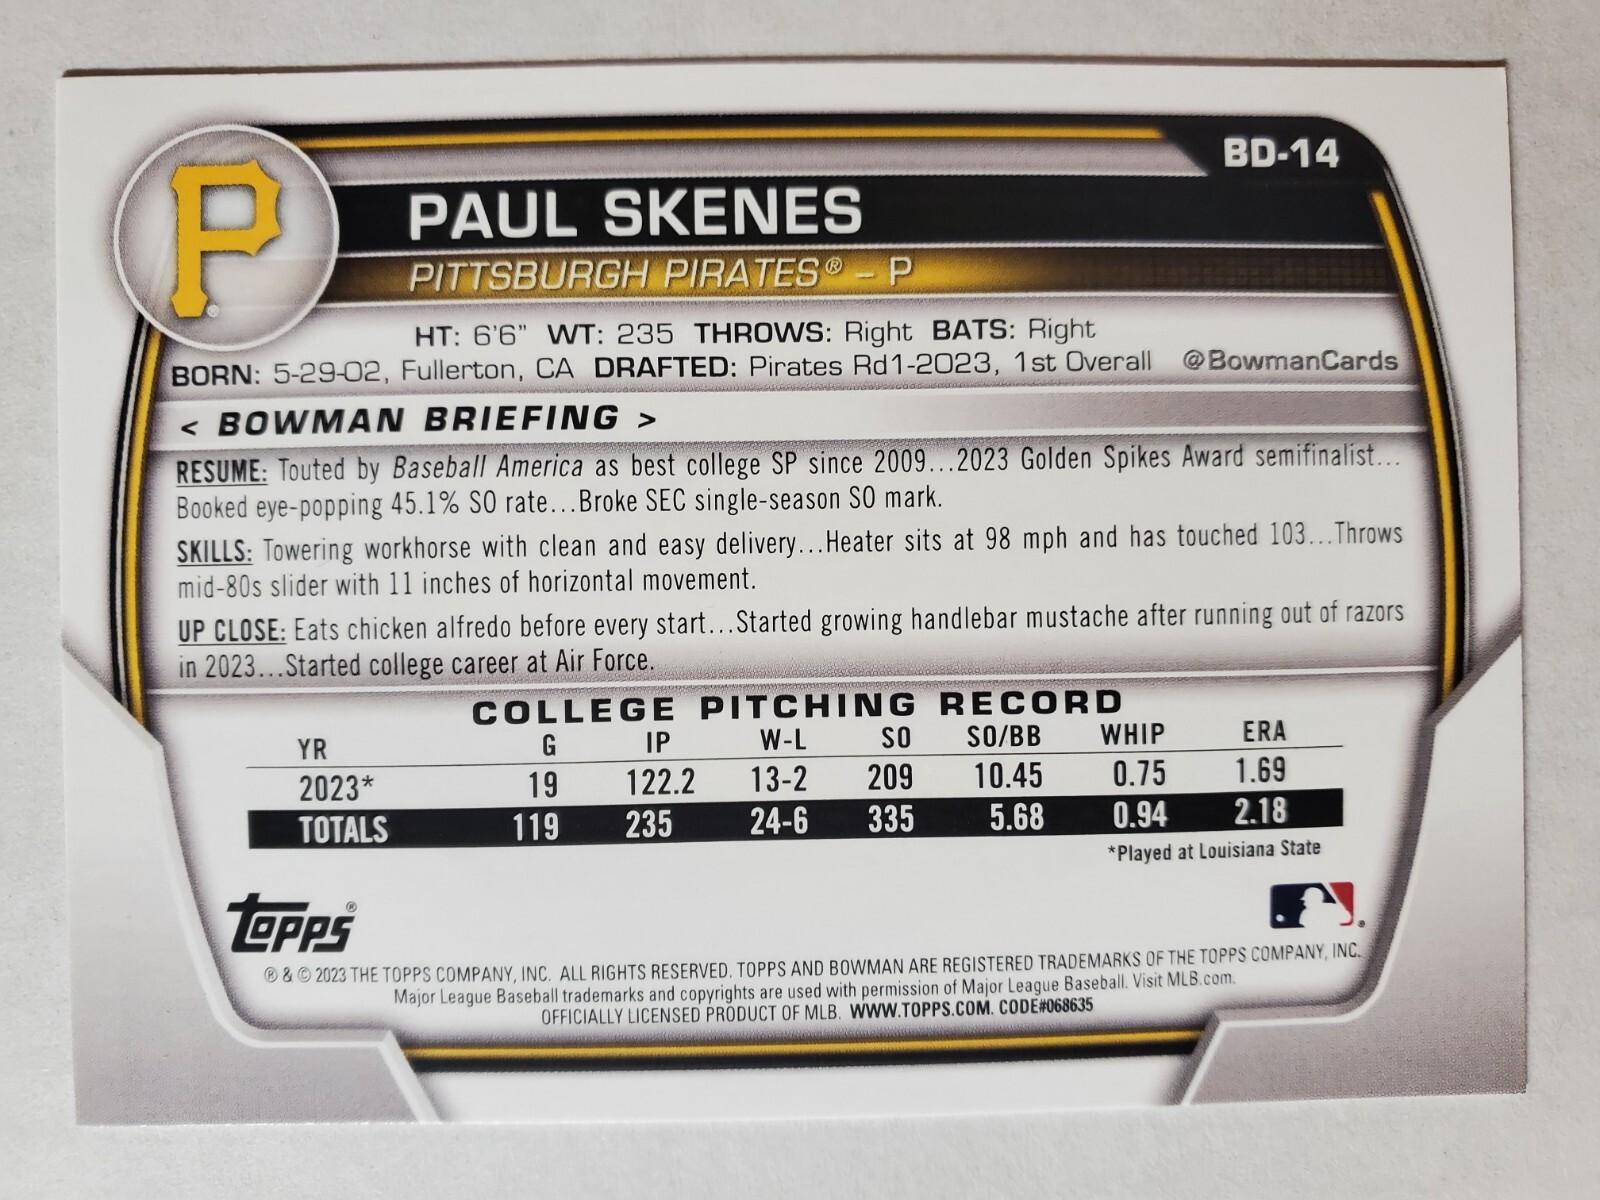 P
BD-14
PAUL SKENES
PITTSBURGH PIRATES® – P
HT: 6'6" WT: 235 THROWS: Right BATS: Right
BORN: 5-29-02, Fullerton, CA DRAFTED: Pirates Rd1-2023, 1st Overall @BowmanCards
< BOWMAN BRIEFING >
RESUME: Touted by Baseball America as best college SP since 2009...2023 Golden Spikes Award semifinalist...
Booked eye-popping 45.1% SO rate...Broke SEC single-season SO mark.
SKILLS: Towering workhorse with clean and easy delivery...Heater sits at 98 mph and has touched 103...Throws
mid-80s slider with 11 inches of horizontal movement.
UP CLOSE: Eats chicken alfredo before every start...Started growing handlebar mustache after running out of razors
in 2023...Started college career at Air Force.
COLLEGE PITCHING RECORD
YR G IP W-L SO SO/BB WHIP ERA
2023* 19 122.2 13-2 209 10.45 0.75 1.69
TOTALS 119 235 24-6 335 5.68 0.94 2.18
*Played at Louisiana State
TOPPS®
® & © 2023 THE TOPPS COMPANY, INC. ALL RIGHTS RESERVED. TOPPS AND BOWMAN ARE REGISTERED TRADEMARKS OF THE TOPPS COMPANY, INC.
Major League Baseball trademarks and copyrights are used with permission of Major League Baseball. Visit MLB.com.
OFFICIALLY LICENSED PRODUCT OF MLB. WWW.TOPPS.COM. CODE#068635